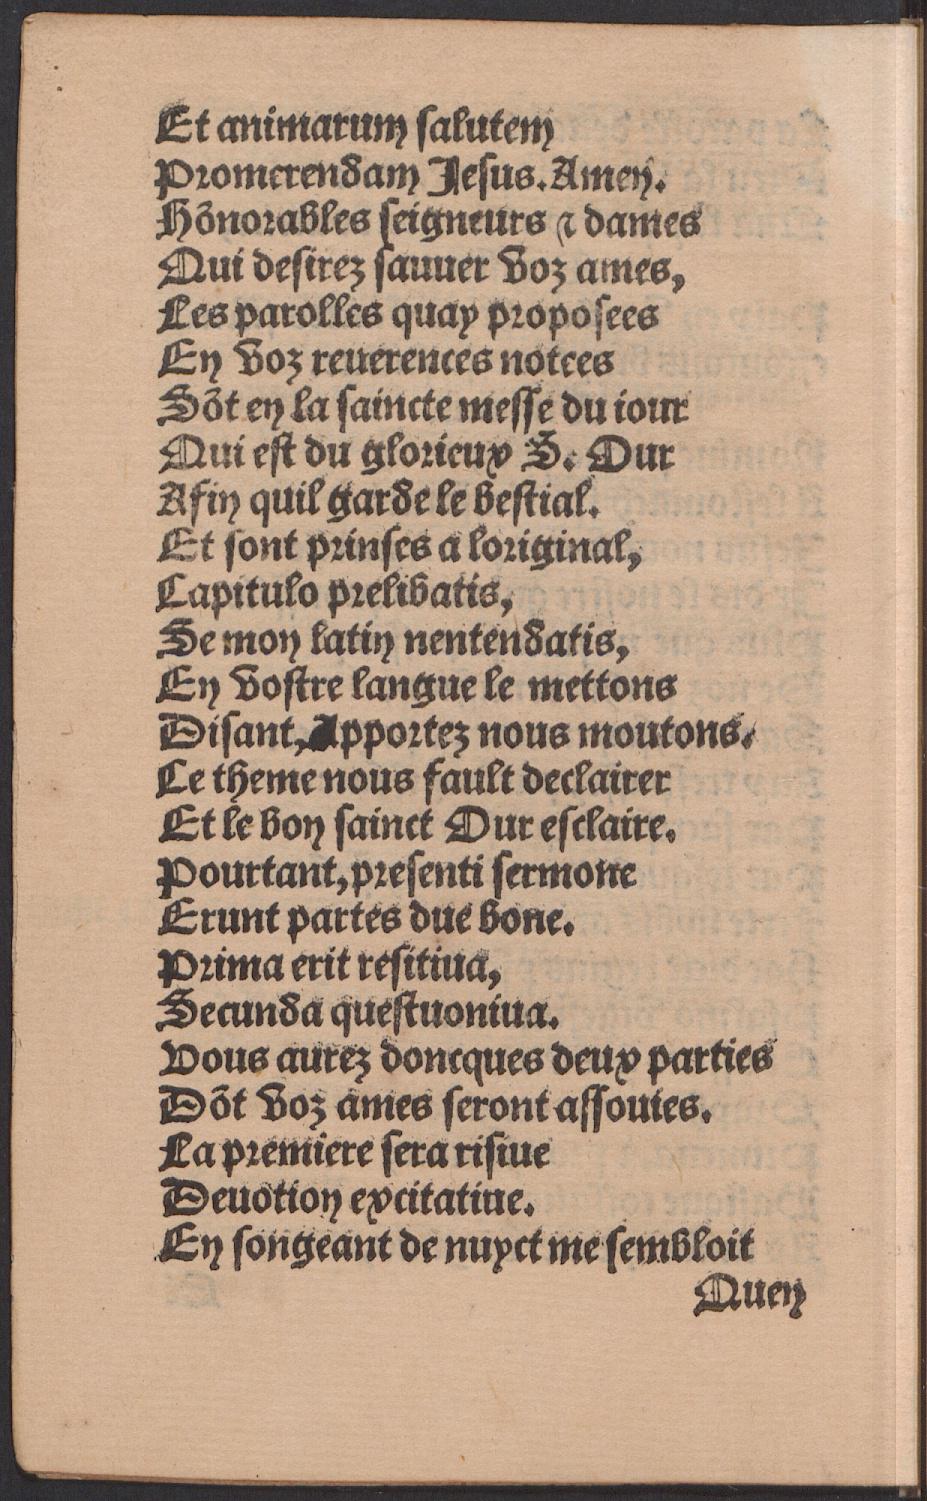 Et animarum salutem
Promerendam Jesus. Amen.
Hõnorables seigneurs ⁊ dames
Qui desirez sauuer voz ames,
Les parolles quay proposees
En voz reuerences notees
Sõt en la saincte messe du iour
Qui est du glorieux S. Our
Afin quil garde le bestial.
Et sont prinses a loriginal,
Capitulo prelibatis,
Se mon latin nentendatis,
En vostre langue le mettons
Disant, Apportez nous moutons.
Ce theme nous fault declairer
Et le bon sainct Our esclaire.
Pourtant, presenti sermone
Erunt partes due bone.
Prima erit resitiua,
Secunda questuoniua.
Vous aurez doncques deux parties
Dõt voz ames seront assouies.
La premiere sera risiue
Deuotion excitatiue.
En songeant de nuyct me sembloit
Quen